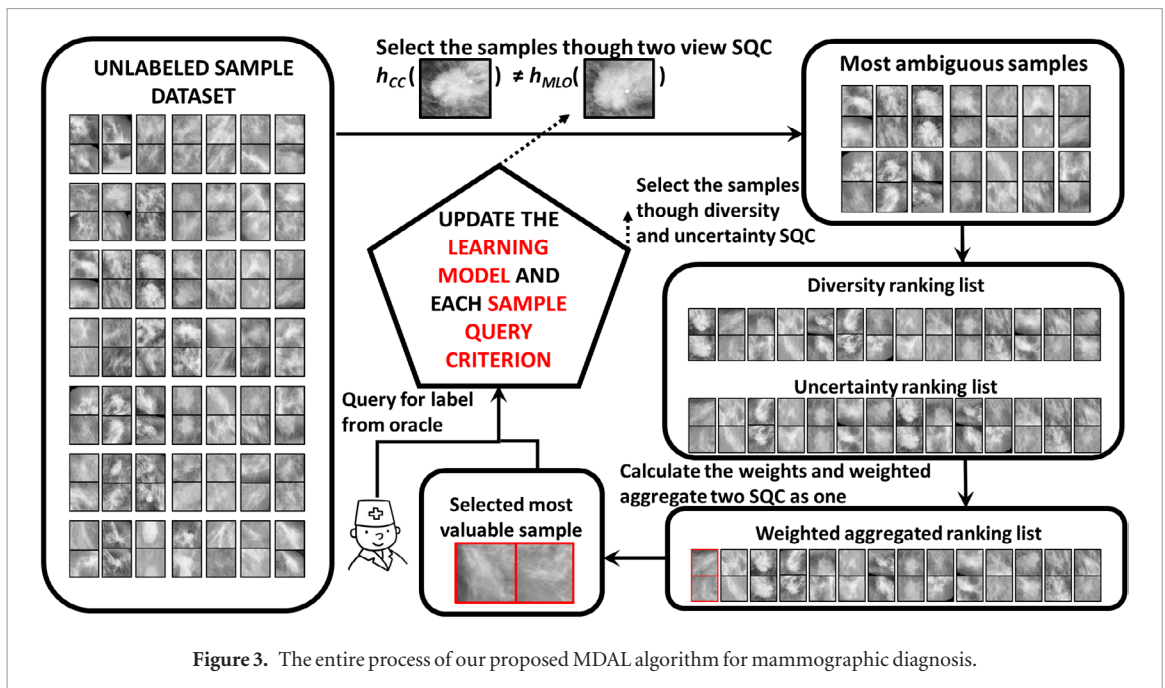 UNLABELED SAMPLE
DATASET
Select the samples though two view SQC
hCC( ) ≠ hMLO( )
Most ambiguous samples
Select the samples
though diversity
and uncertainty SQC
UPDATE THE
LEARNING
MODEL AND
EACH SAMPLE
QUERY
CRITERION
Diversity ranking list
Uncertainty ranking list
Query for label
from oracle
Calculate the weights and weighted
aggregate two SQC as one
Selected most
valuable sample
Weighted aggregated ranking list
Figure 3. The entire process of our proposed MDAL algorithm for mammographic diagnosis.